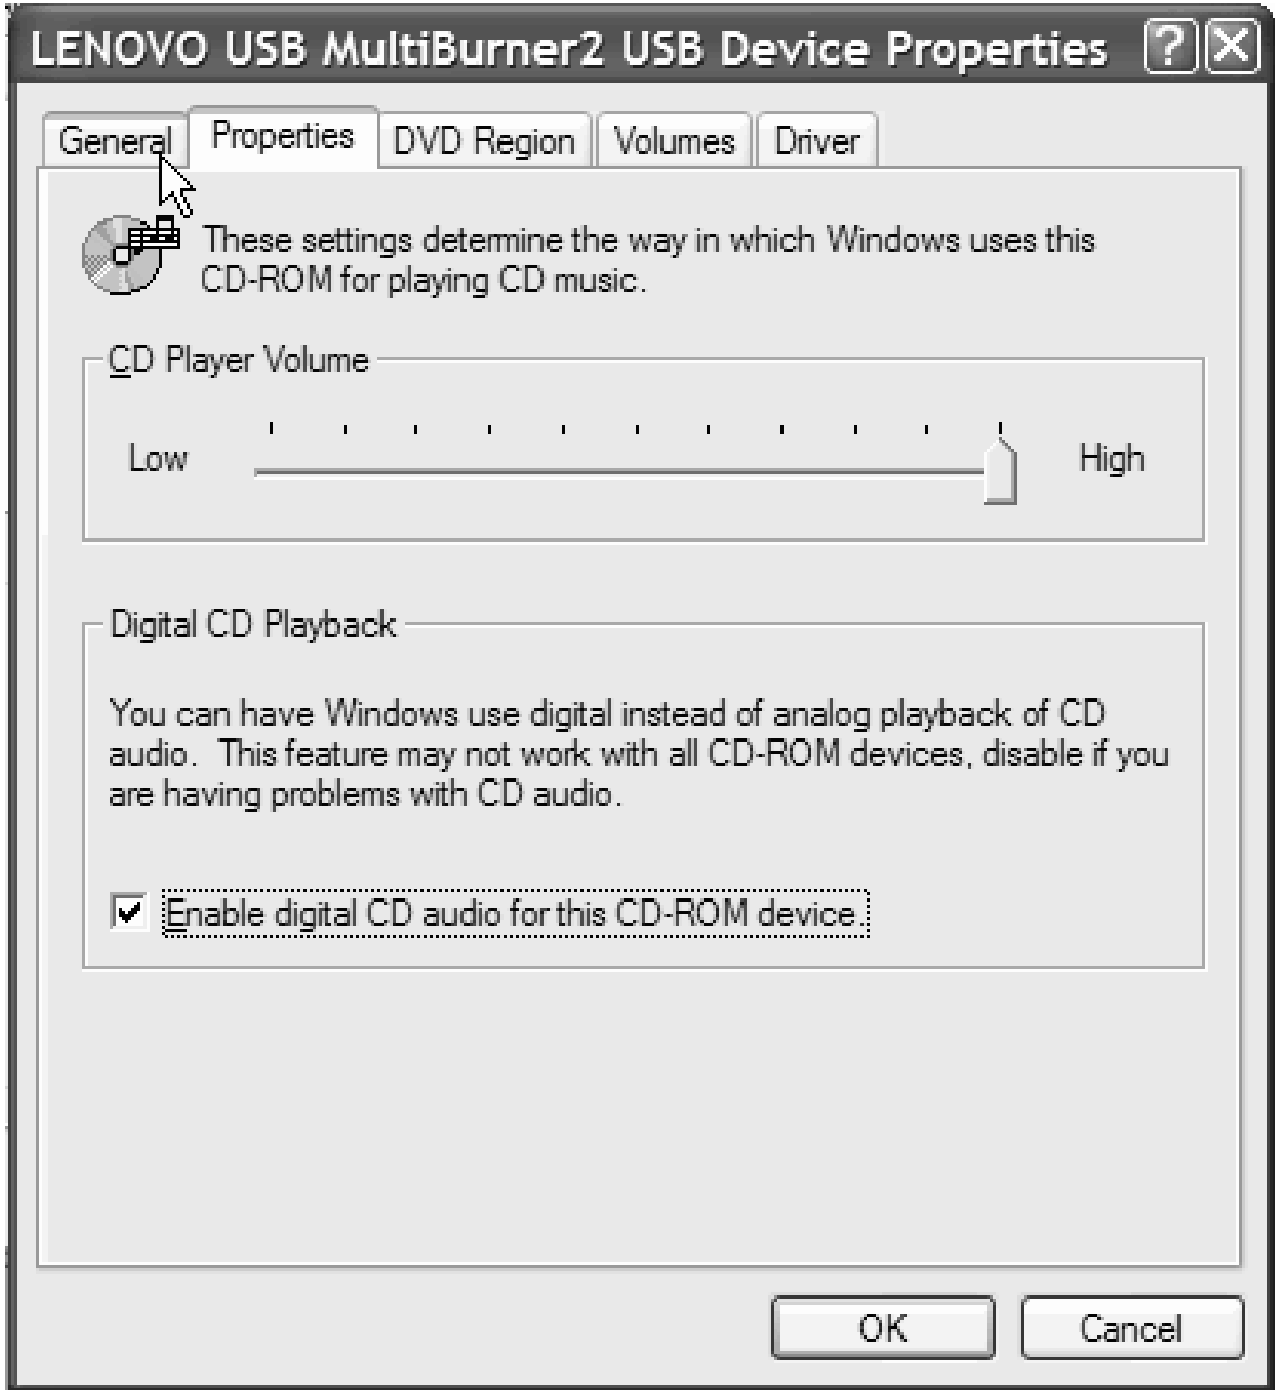 LENOVO USB MultiBurner2 USB Device Properties ? X
General Properties DVD Region Volumes Driver
These settings determine the way in which Windows uses this
CD-ROM for playing CD music.
CD Player Volume
Low High
Digital CD Playback
You can have Windows use digital instead of analog playback of CD
audio.  This feature may not work with all CD-ROM devices, disable if you
are having problems with CD audio.
Enable digital CD audio for this CD-ROM device.
OK Cancel